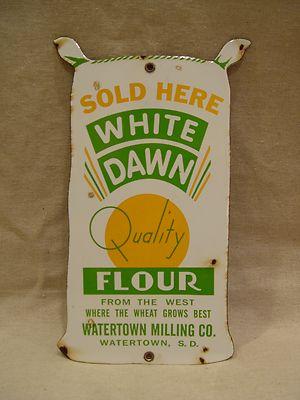 SOLD HERE
WHITE
DAWN
Quality
FLOUR
FROM THE WEST
WHERE THE WHEAT GROWS BEST
WATERTOWN MILLING CO.
WATERTOWN, S. D.